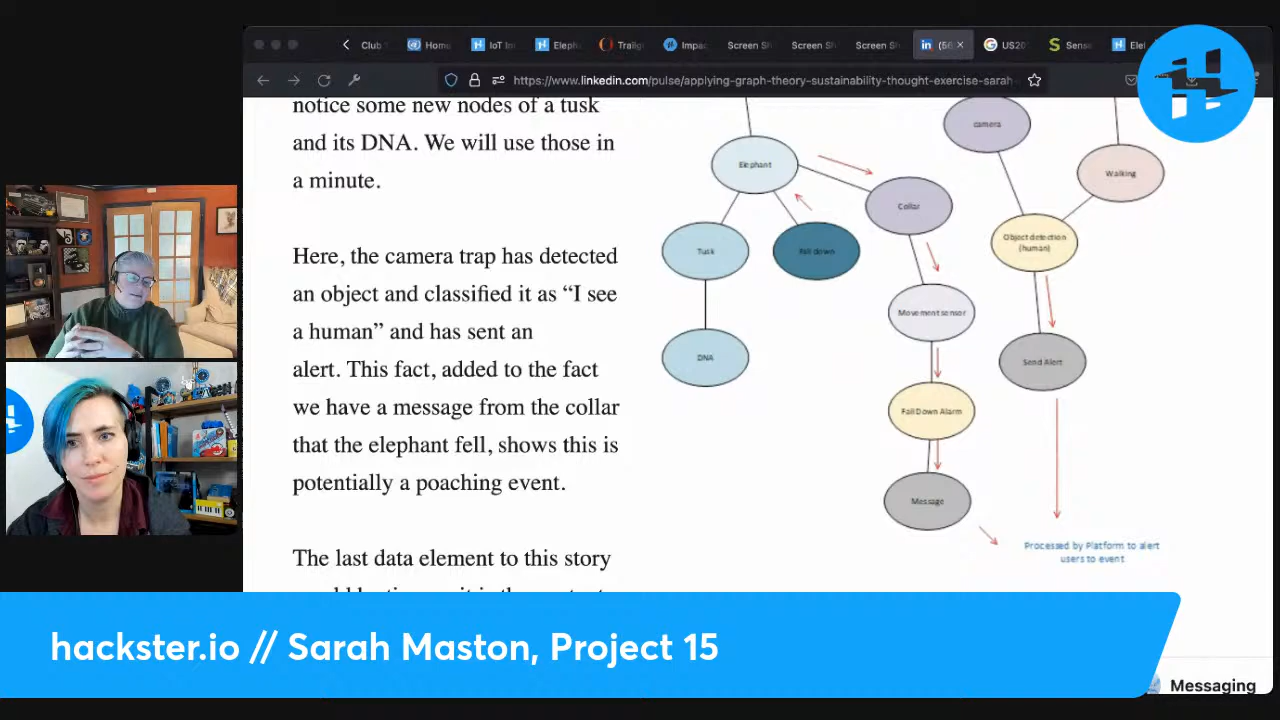 Club
Home
IoT In
Eleph
Trailg
Impac
Screen Sh
Screen Sh
Screen Sh
(56
US20
Sense
Ele
https://www.linkedin.com/pulse/applying-graph-theory-sustainability-thought-exercise-sarah-
notice some new nodes of a tusk
and its DNA. We will use those in
a minute.
Here, the camera trap has detected
an object and classified it as “I see
a human” and has sent an
alert. This fact, added to the fact
we have a message from the collar
that the elephant fell, shows this is
potentially a poaching event.
The last data element to this story
camera
Elephant
Walking
Collar
Object detection
(human)
Tusk
Fall down
Movement sensor
DNA
Send Alert
Fall Down Alarm
Message
Processed by Platform to alert
users to event
hackster.io // Sarah Maston, Project 15
Messaging